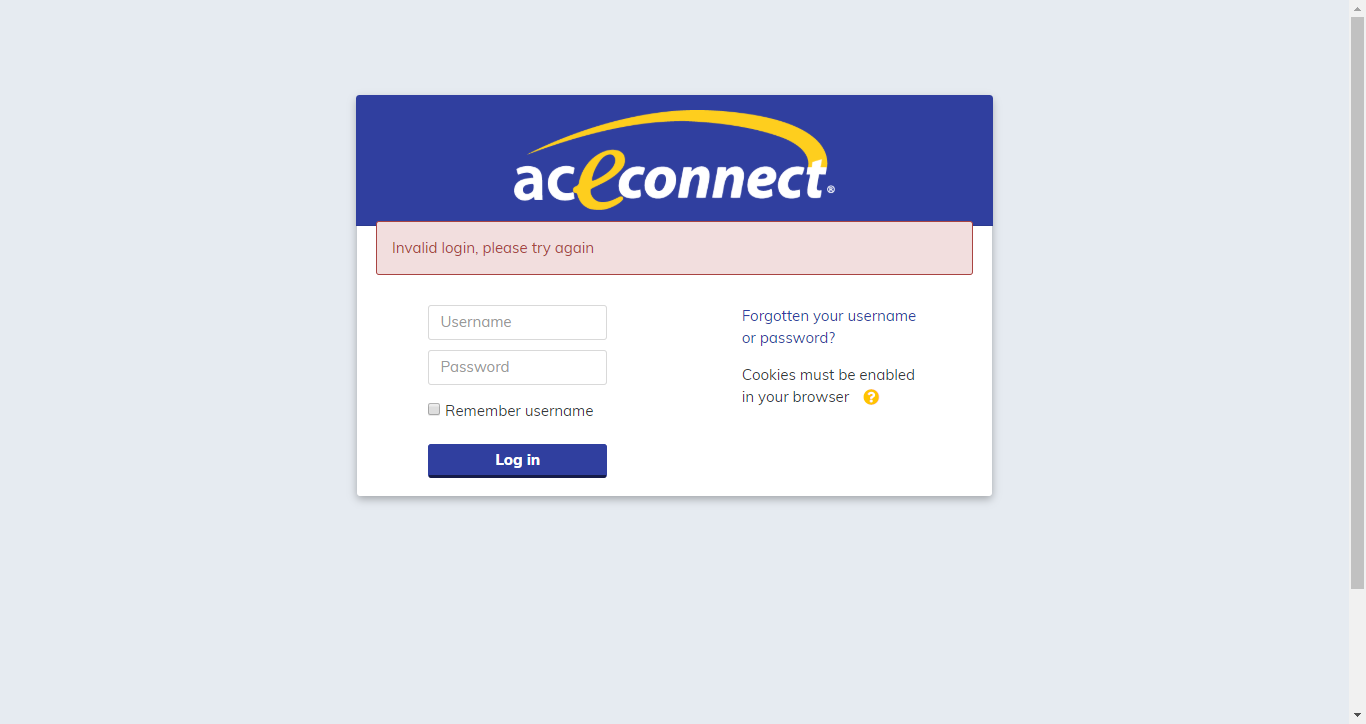 aceconnect®
Invalid login, please try again
Username
Password
Remember username
Log in
Forgotten your username
or password?
Cookies must be enabled
in your browser